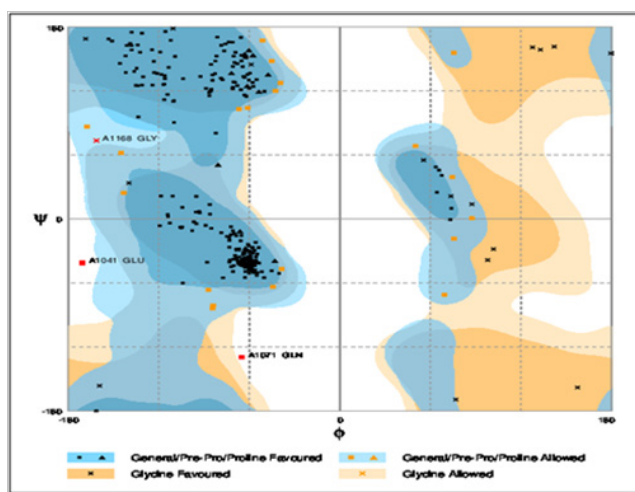 180
A1168 GLY
Ψ
0
A1041 GLU
A1071 GLN
-180
-180 0 180
ϕ
General/Pre-Pro/Proline Favoured General/Pre-Pro/Proline Allowed
Glycine Favoured Glycine Allowed